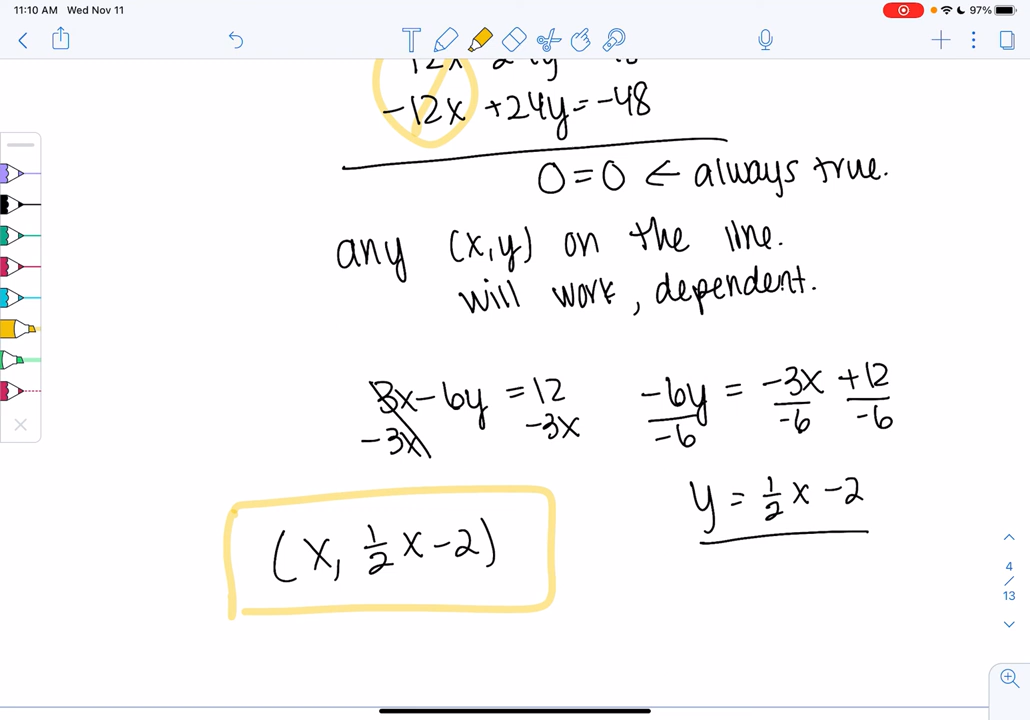 11:10 AM Wed Nov 11
97%
T
-12x +24y = -48
0 = 0 ← always true.
any (x,y) on the line.
will work, dependent.
3x - 6y = 12
-3x -3x
-6y = -3x +12
-6 -6 -6
y = 1/2 x - 2
(x, 1/2 x - 2)
4
/
13